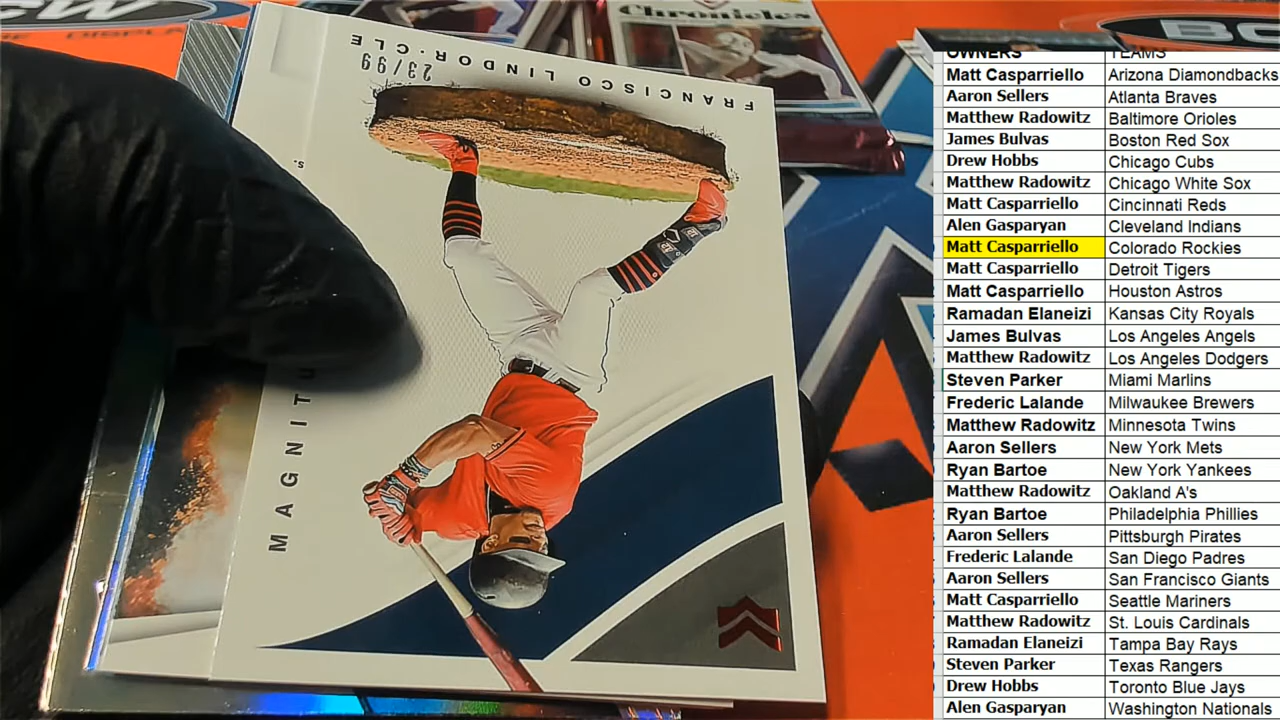 Chronicles
BC
DISPLA
FRANCISCO LINDOR·CLE
23/99
MAGNITU
s.
OWNERS TEAMS
Matt Casparriello Arizona Diamondbacks
Aaron Sellers Atlanta Braves
Matthew Radowitz Baltimore Orioles
James Bulvas Boston Red Sox
Drew Hobbs Chicago Cubs
Matthew Radowitz Chicago White Sox
Matt Casparriello Cincinnati Reds
Alen Gasparyan Cleveland Indians
Matt Casparriello Colorado Rockies
Matt Casparriello Detroit Tigers
Matt Casparriello Houston Astros
Ramadan Elaneizi Kansas City Royals
James Bulvas Los Angeles Angels
Matthew Radowitz Los Angeles Dodgers
Steven Parker Miami Marlins
Frederic Lalande Milwaukee Brewers
Matthew Radowitz Minnesota Twins
Aaron Sellers New York Mets
Ryan Bartoe New York Yankees
Matthew Radowitz Oakland A's
Ryan Bartoe Philadelphia Phillies
Aaron Sellers Pittsburgh Pirates
Frederic Lalande San Diego Padres
Aaron Sellers San Francisco Giants
Matt Casparriello Seattle Mariners
Matthew Radowitz St. Louis Cardinals
Ramadan Elaneizi Tampa Bay Rays
Steven Parker Texas Rangers
Drew Hobbs Toronto Blue Jays
Alen Gasparyan Washington Nationals